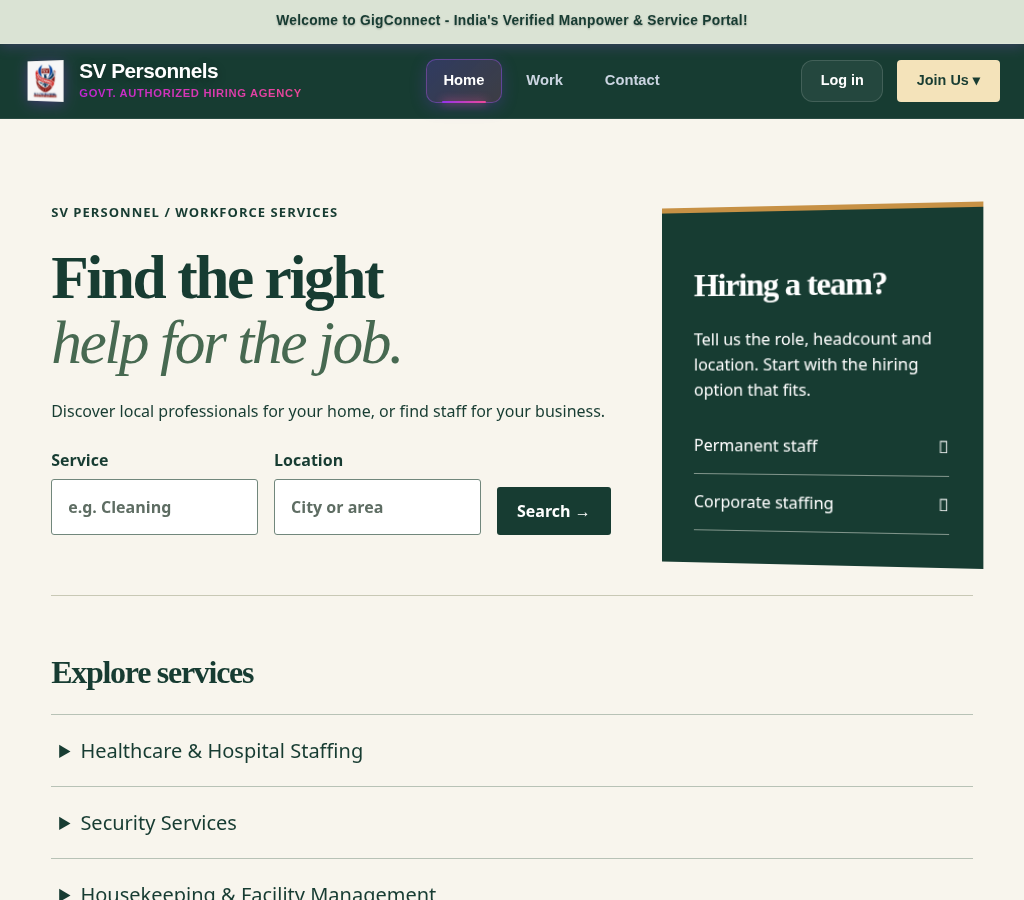 Welcome to GigConnect - India's Verified Manpower & Service Portal!
SV Personnels
GOVT. AUTHORIZED HIRING AGENCY
Home
Work
Contact
Log in
Join Us ▾
SV PERSONNEL / WORKFORCE SERVICES
Find the right
help for the job.
Discover local professionals for your home, or find staff for your business.
Service
Location
e.g. Cleaning
City or area
Search →
Hiring a team?
Tell us the role, headcount and
location. Start with the hiring
option that fits.
Permanent staff
Corporate staffing
Explore services
Healthcare & Hospital Staffing
Security Services
Housekeeping & Facility Management